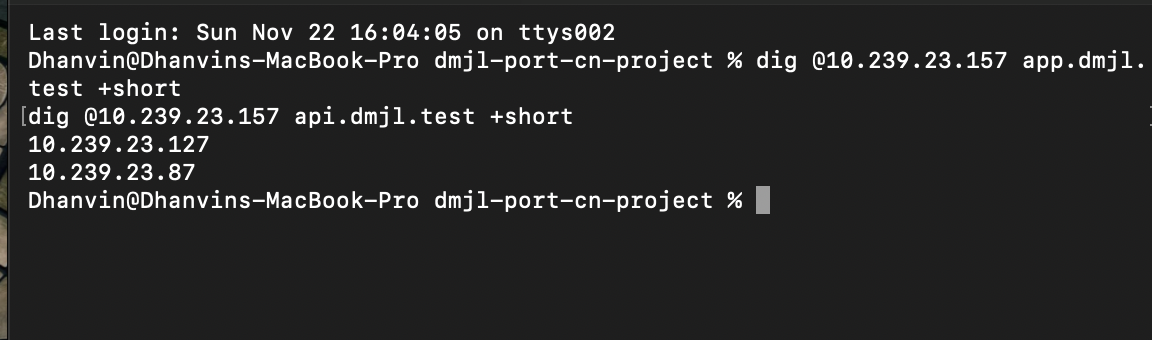 Last login: Sun Nov 22 16:04:05 on ttys002
Dhanvin@Dhanvins-MacBook-Pro dmjl-port-cn-project % dig @10.239.23.157 app.dmjl.
test +short
[dig @10.239.23.157 api.dmjl.test +short ]
10.239.23.127
10.239.23.87
Dhanvin@Dhanvins-MacBook-Pro dmjl-port-cn-project %